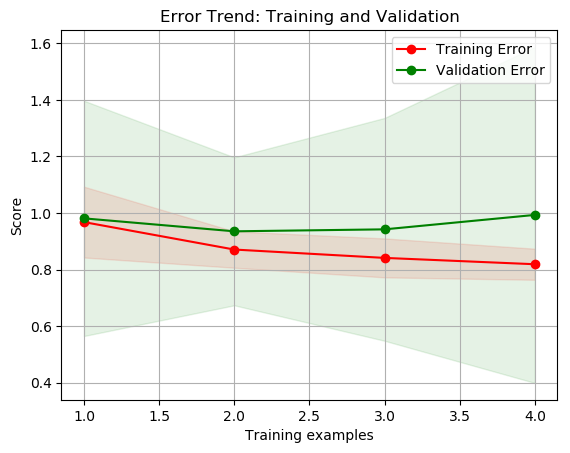 Error Trend: Training and Validation
Training Error
Validation Error
Score
1.6
1.4
1.2
1.0
0.8
0.6
0.4
1.0
1.5
2.0
2.5
3.0
3.5
4.0
Training examples